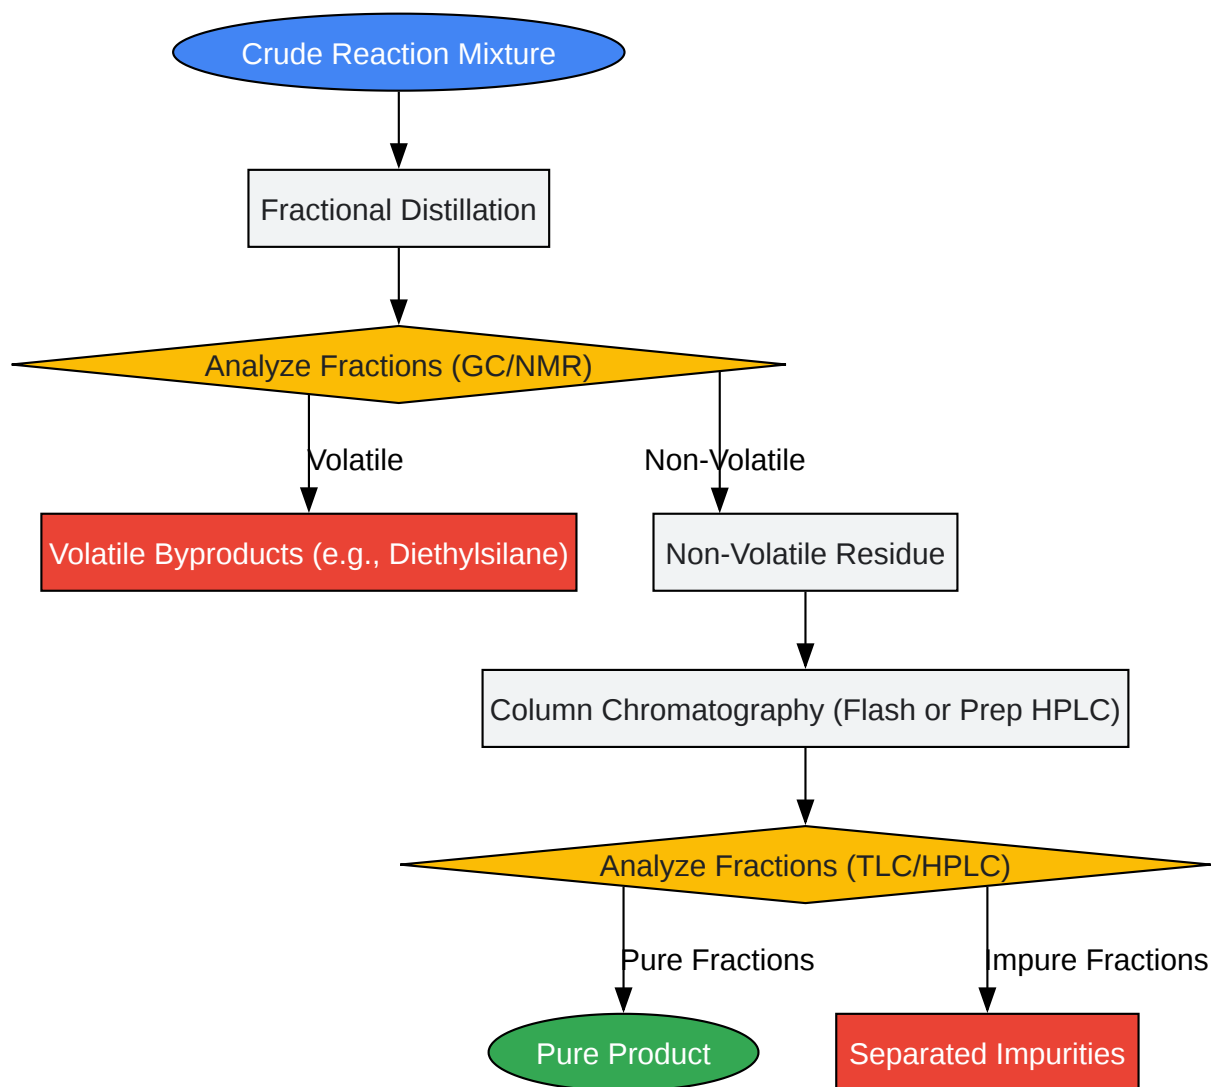 Crude Reaction Mixture
Fractional Distillation
Analyze Fractions (GC/NMR)
Volatile
Non-Volatile
Volatile Byproducts (e.g., Diethylsilane)
Non-Volatile Residue
Column Chromatography (Flash or Prep HPLC)
Analyze Fractions (TLC/HPLC)
Pure Fractions
Impure Fractions
Pure Product
Separated Impurities